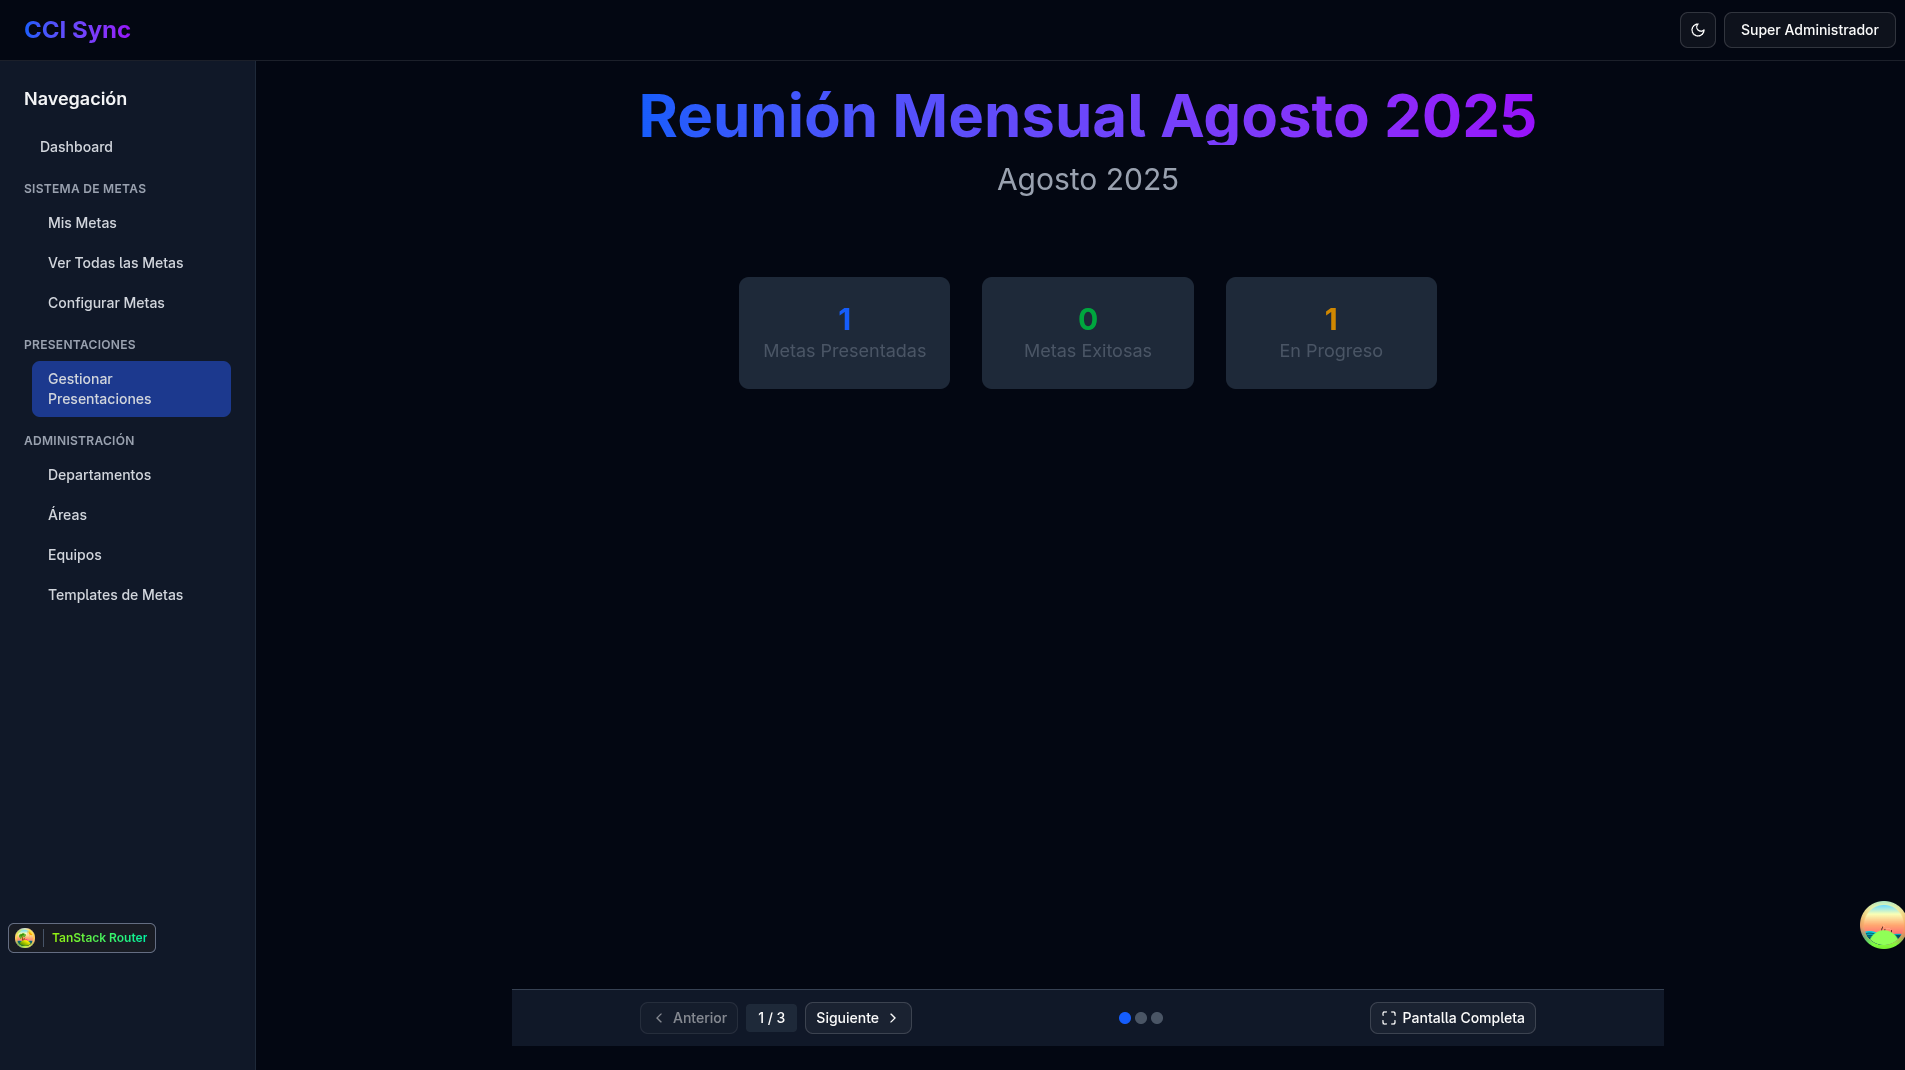 CCI Sync
Super Administrador
Navegación
Dashboard
SISTEMA DE METAS
Mis Metas
Ver Todas las Metas
Configurar Metas
PRESENTACIONES
Gestionar
Presentaciones
ADMINISTRACIÓN
Departamentos
Áreas
Equipos
Templates de Metas
TanStack Router
Reunión Mensual Agosto 2025
Agosto 2025
1
Metas Presentadas
0
Metas Exitosas
1
En Progreso
Anterior
1 / 3
Siguiente
Pantalla Completa